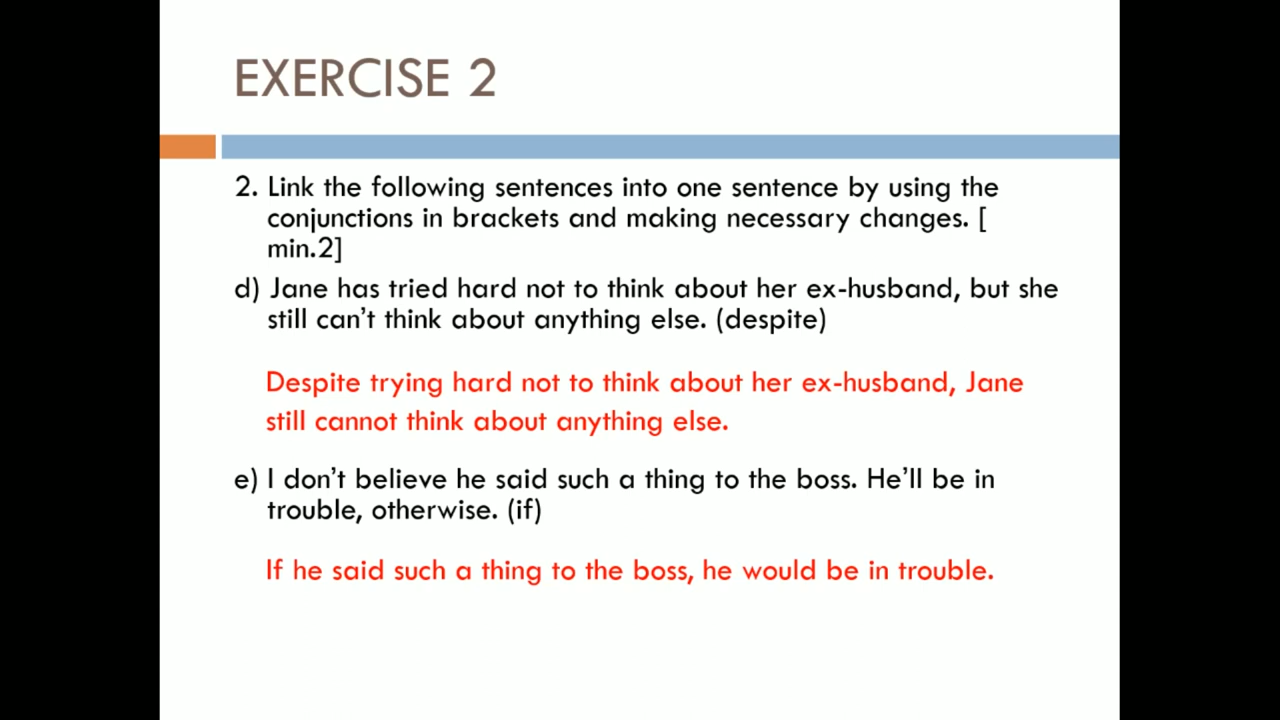 EXERCISE 2
2. Link the following sentences into one sentence by using the
conjunctions in brackets and making necessary changes. [
min.2]
d) Jane has tried hard not to think about her ex-husband, but she
still can’t think about anything else. (despite)
Despite trying hard not to think about her ex-husband, Jane
still cannot think about anything else.
e) I don’t believe he said such a thing to the boss. He’ll be in
trouble, otherwise. (if)
If he said such a thing to the boss, he would be in trouble.